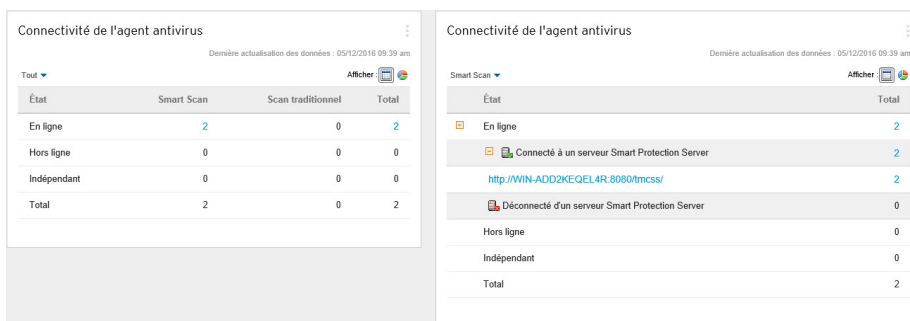 Connectivité de l'agent antivirus
Dernière actualisation des données : 05/12/2016 09:39 am
Tout
Afficher :
État Smart Scan Scan traditionnel Total
En ligne 2 0 2
Hors ligne 0 0 0
Indépendant 0 0 0
Total 2 0 2
Connectivité de l'agent antivirus
Dernière actualisation des données : 05/12/2016 09:39 am
Smart Scan
Afficher :
État Total
En ligne 2
Connecté à un serveur Smart Protection Server 2
http://WIN-ADD2KEQEL4R:8080/tmcss/ 2
Déconnecté d'un serveur Smart Protection Server 0
Hors ligne 0
Indépendant 0
Total 2